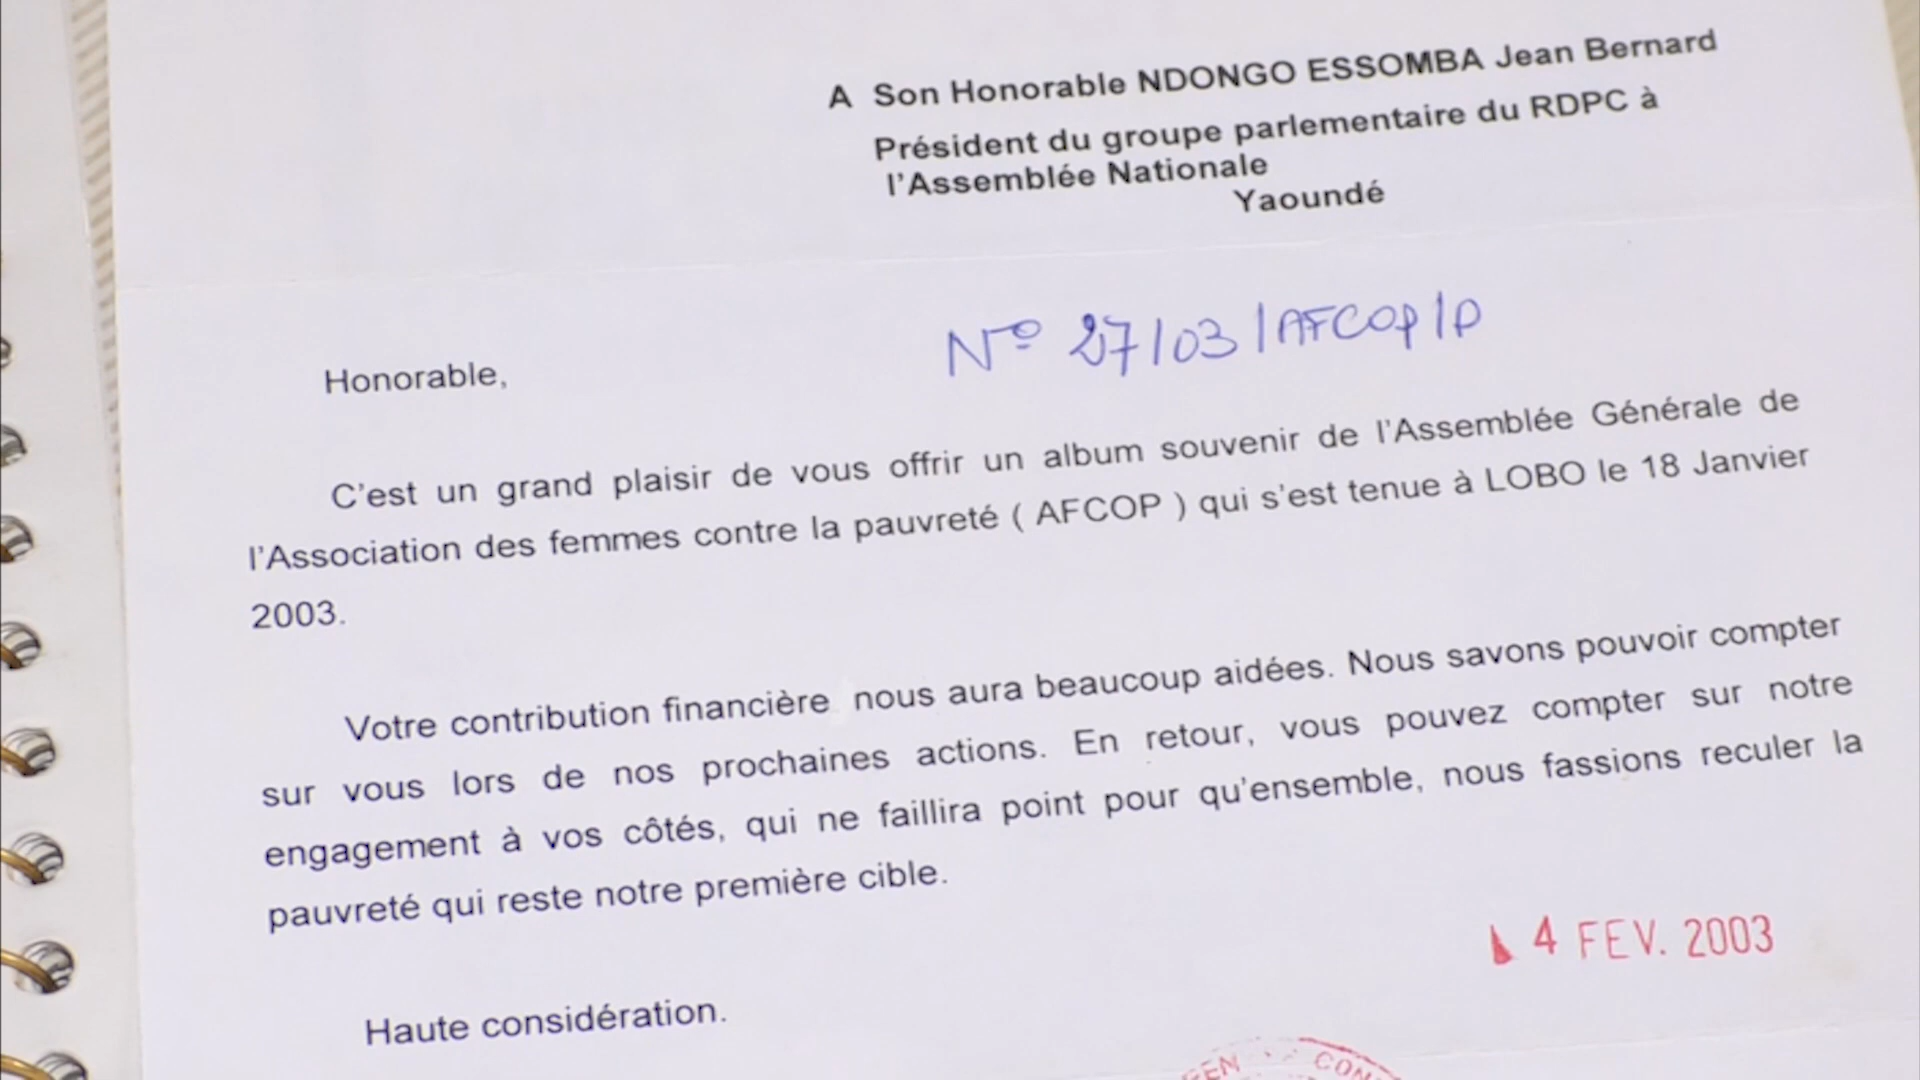 A Son Honorable NDONGO ESSOMBA Jean Bernard
Président du groupe parlementaire du RDPC à
l'Assemblée Nationale
Yaoundé
N° 27/03/AFCOP/P
Honorable,
C'est un grand plaisir de vous offrir un album souvenir de l'Assemblée Générale de
l'Association des femmes contre la pauvreté ( AFCOP ) qui s'est tenue à LOBO le 18 Janvier
2003.
Votre contribution financière nous aura beaucoup aidées. Nous savons pouvoir compter
sur vous lors de nos prochaines actions. En retour, vous pouvez compter sur notre
engagement à vos côtés, qui ne faillira point pour qu'ensemble, nous fassions reculer la
pauvreté qui reste notre première cible.
4 FEV. 2003
Haute considération.